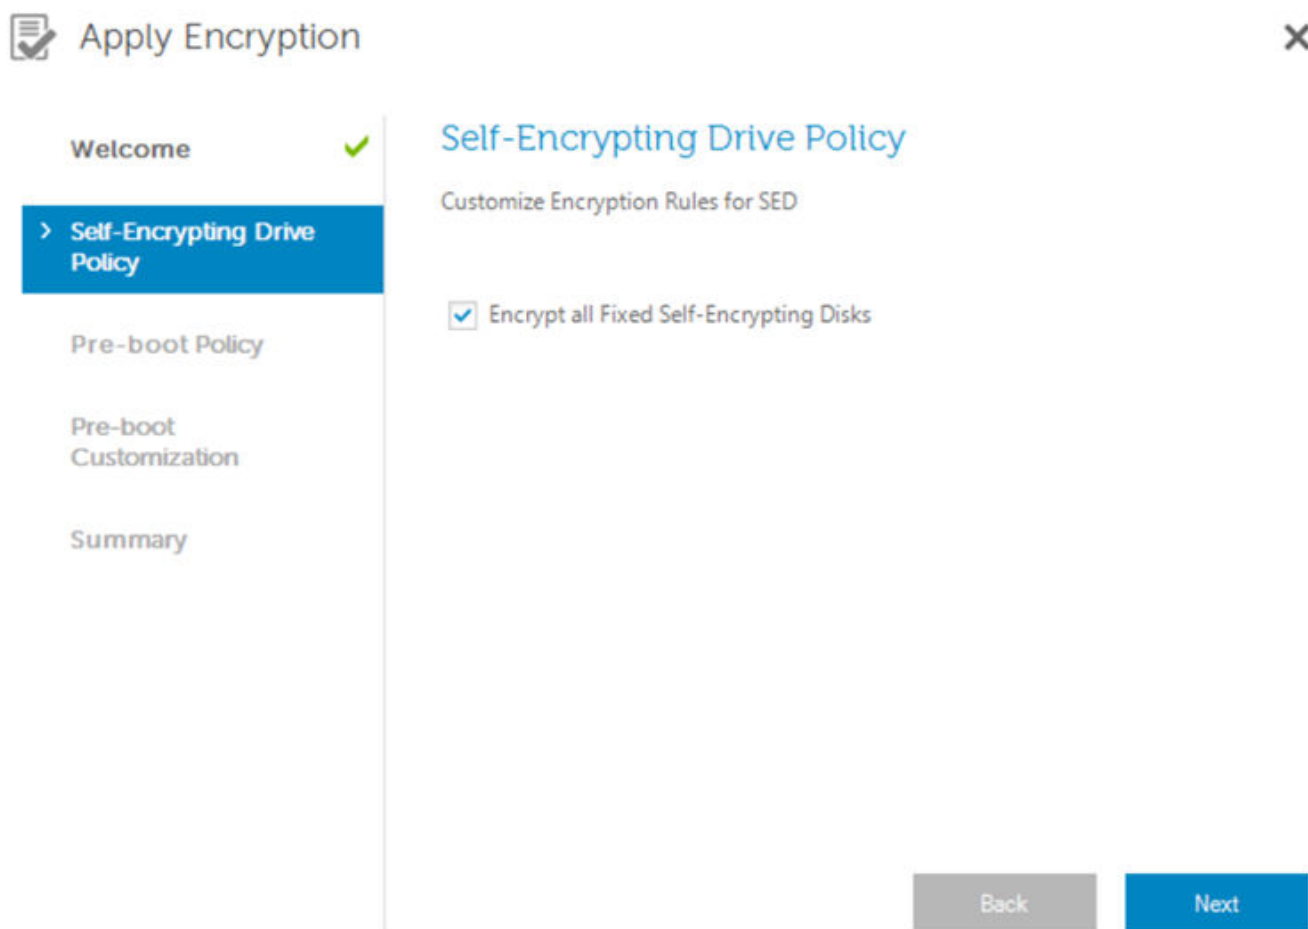 Apply Encryption
Welcome
Self-Encrypting Drive
Policy
Pre-boot Policy
Pre-boot
Customization
Summary
Self-Encrypting Drive Policy
Customize Encryption Rules for SED
Encrypt all Fixed Self-Encrypting Disks
Back
Next